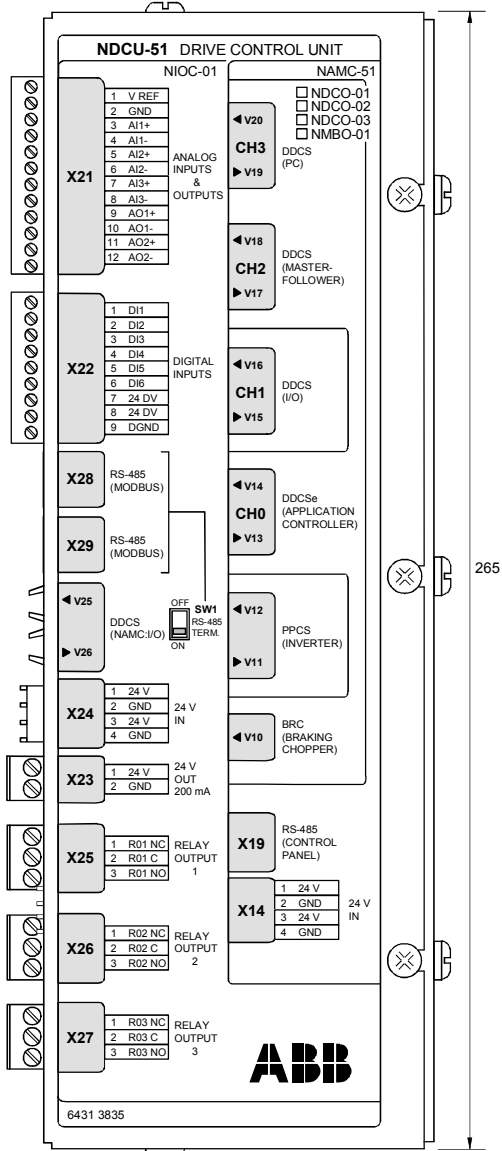 NDCU-51 DRIVE CONTROL UNIT
NIOC-01
X21
1 V REF
2 GND
3 AI1+
4 AI1-
5 AI2+
6 AI2-
7 AI3+
8 AI3-
9 AO1+
10 AO1-
11 AO2+
12 AO2-
ANALOG
INPUTS
&
OUTPUTS
X22
1 DI1
2 DI2
3 DI3
4 DI4
5 DI5
6 DI6
7 24 DV
8 24 DV
9 DGND
DIGITAL
INPUTS
X28
RS-485
(MODBUS)
X29
RS-485
(MODBUS)
V25
V26
DDCS
(NAMC:I/O)
OFF
ON
SW1
RS-485
TERM.
X24
1 24 V
2 GND
3 24 V
4 GND
24 V
IN
X23
1 24 V
2 GND
24 V
OUT
200 mA
X25
1 R01 NC
2 R01 C
3 R01 NO
RELAY
OUTPUT
1
X26
1 R02 NC
2 R02 C
3 R02 NO
RELAY
OUTPUT
2
X27
1 R03 NC
2 R03 C
3 R03 NO
RELAY
OUTPUT
3
6431 3835
NAMC-51
NDCO-01
NDCO-02
NDCO-03
NMBO-01
V20
CH3
V19
DDCS
(PC)
V18
CH2
V17
DDCS
(MASTER-
FOLLOWER)
V16
CH1
V15
DDCS
(I/O)
V14
CH0
V13
DDCSe
(APPLICATION
CONTROLLER)
V12
V11
PPCS
(INVERTER)
V10
BRC
(BRAKING
CHOPPER)
X19
RS-485
(CONTROL
PANEL)
X14
1 24 V
2 GND
3 24 V
4 GND
24 V
IN
ABB
265